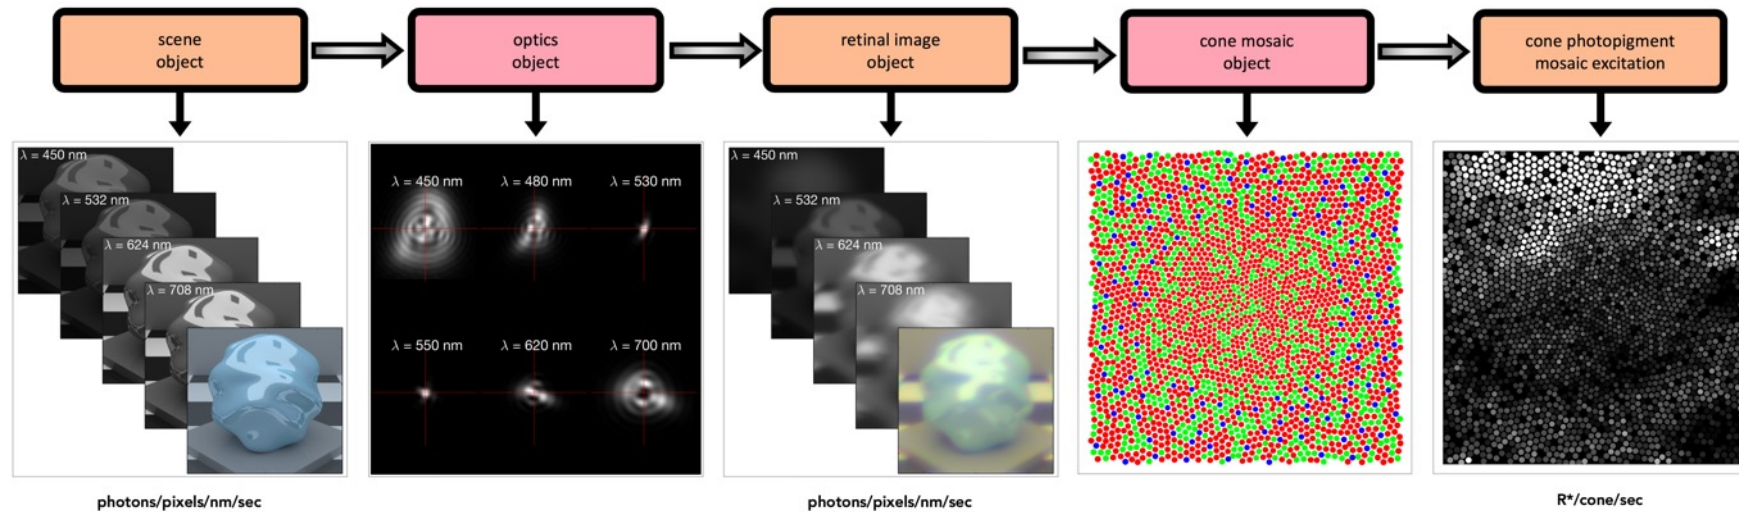 scene
object
optics
object
retinal image
object
cone mosaic
object
cone photopigment
mosaic excitation
λ = 450 nm
λ = 532 nm
λ = 624 nm
λ = 708 nm
λ = 450 nm
λ = 480 nm
λ = 530 nm
λ = 550 nm
λ = 620 nm
λ = 700 nm
λ = 450 nm
λ = 532 nm
λ = 624 nm
λ = 708 nm
photons/pixels/nm/sec
photons/pixels/nm/sec
R*/cone/sec